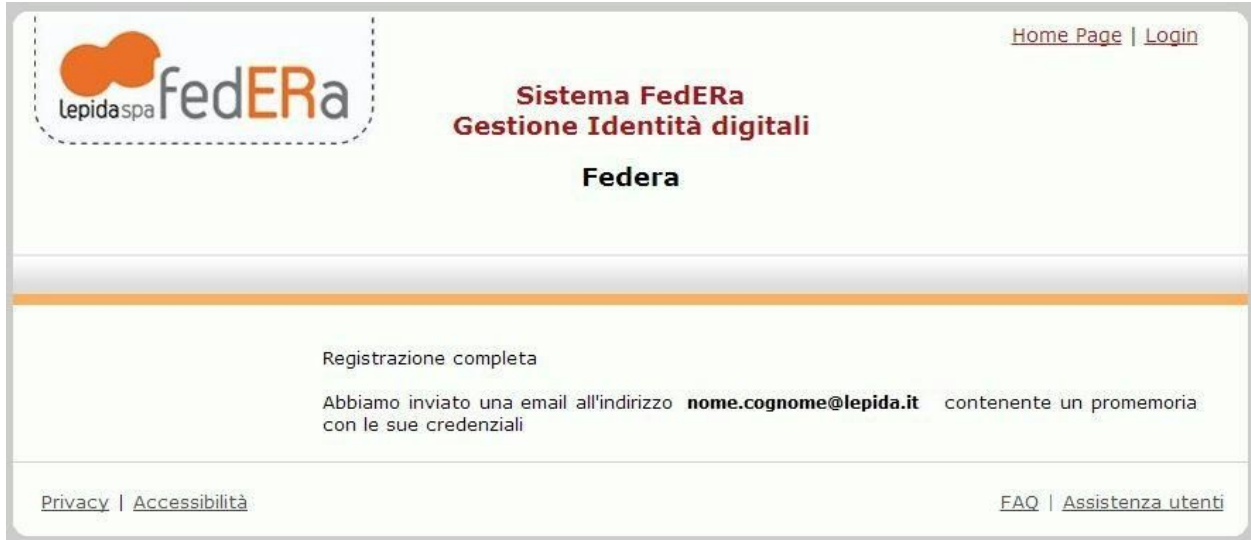 lepidaspa fedERa
Home Page | Login
Sistema FedERa
Gestione Identità digitali
Federa
Registrazione completa
Abbiamo inviato una email all'indirizzo nome.cognome@lepida.it contenente un promemoria
con le sue credenziali
Privacy | Accessibilità
FAQ | Assistenza utenti